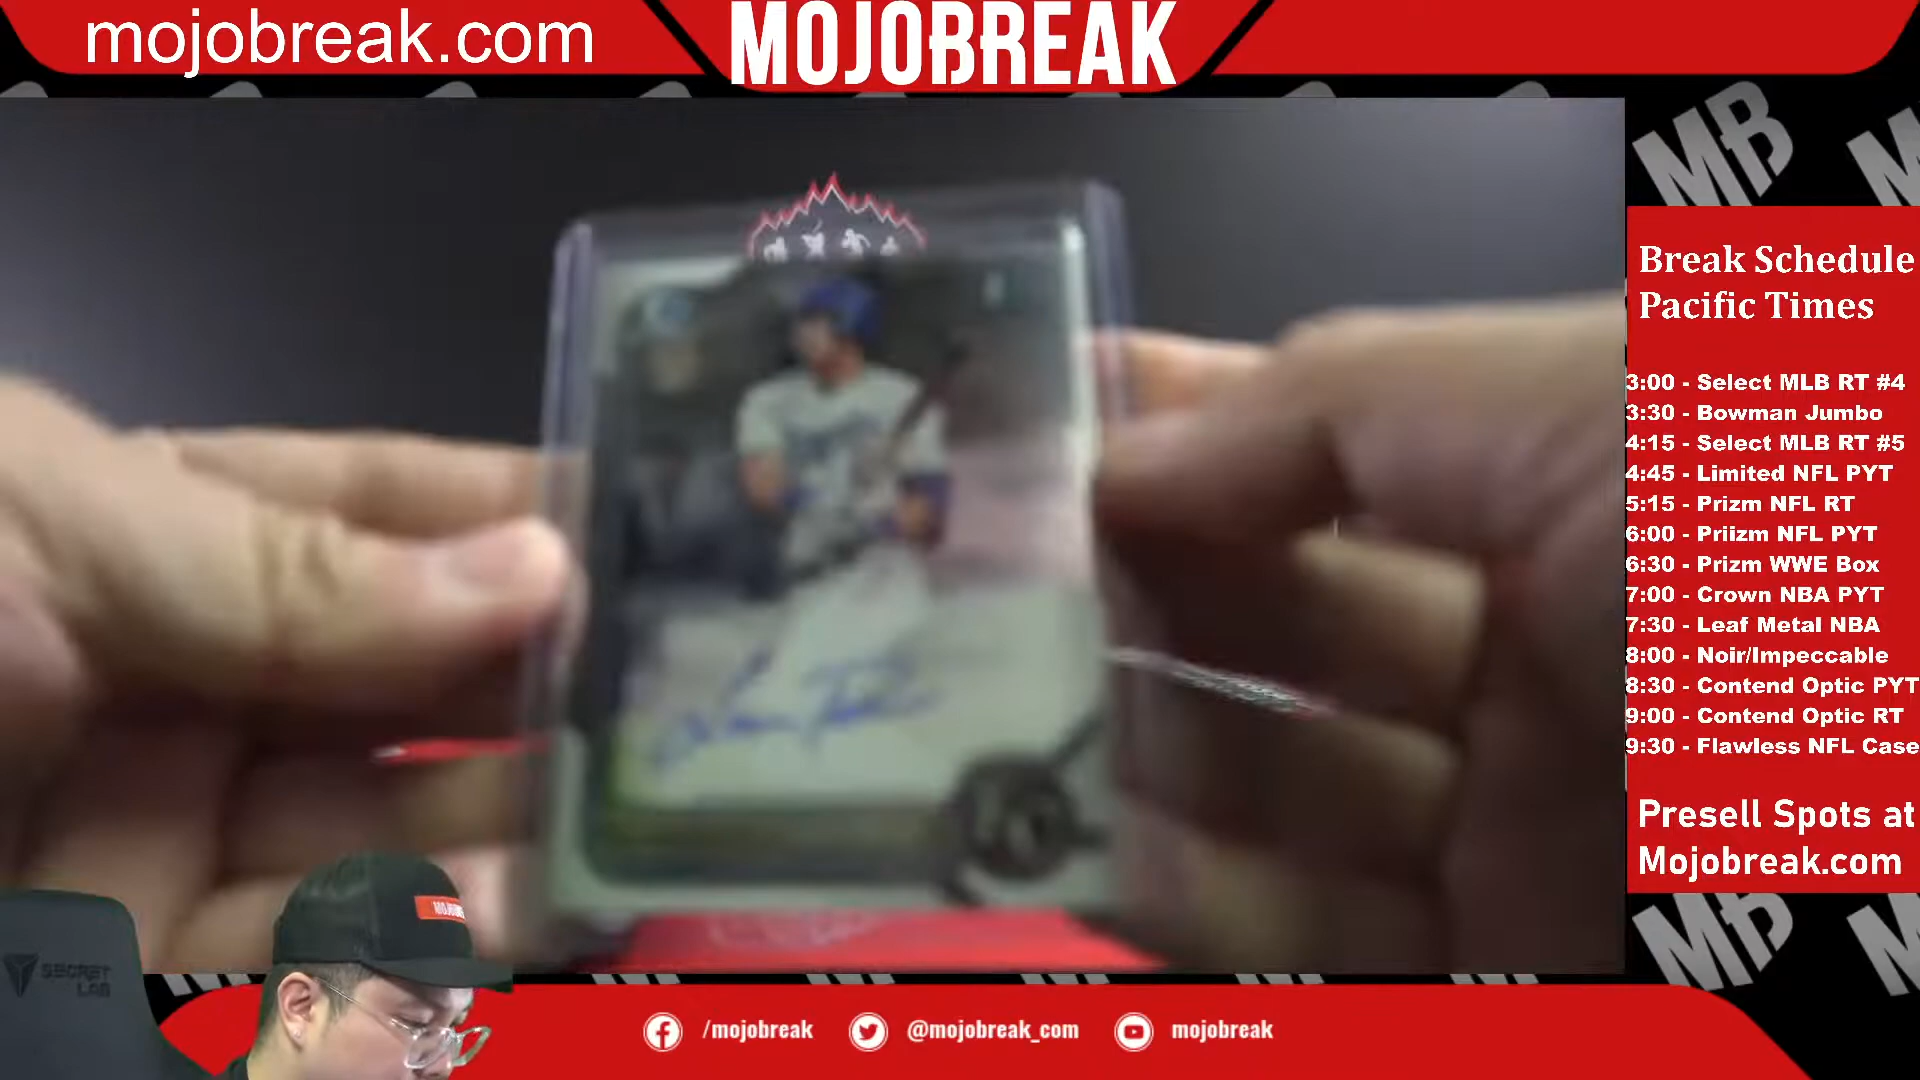 mojobreak.com
MOJOBREAK
MB
Break Schedule
Pacific Times
3:00 - Select MLB RT #4
3:30 - Bowman Jumbo
4:15 - Select MLB RT #5
4:45 - Limited NFL PYT
5:15 - Prizm NFL RT
6:00 - Priizm NFL PYT
6:30 - Prizm WWE Box
7:00 - Crown NBA PYT
7:30 - Leaf Metal NBA
8:00 - Noir/Impeccable
8:30 - Contend Optic PYT
9:00 - Contend Optic RT
9:30 - Flawless NFL Case
Presell Spots at
Mojobreak.com
MB
SECRET
LAB
/mojobreak
@mojobreak_com
mojobreak